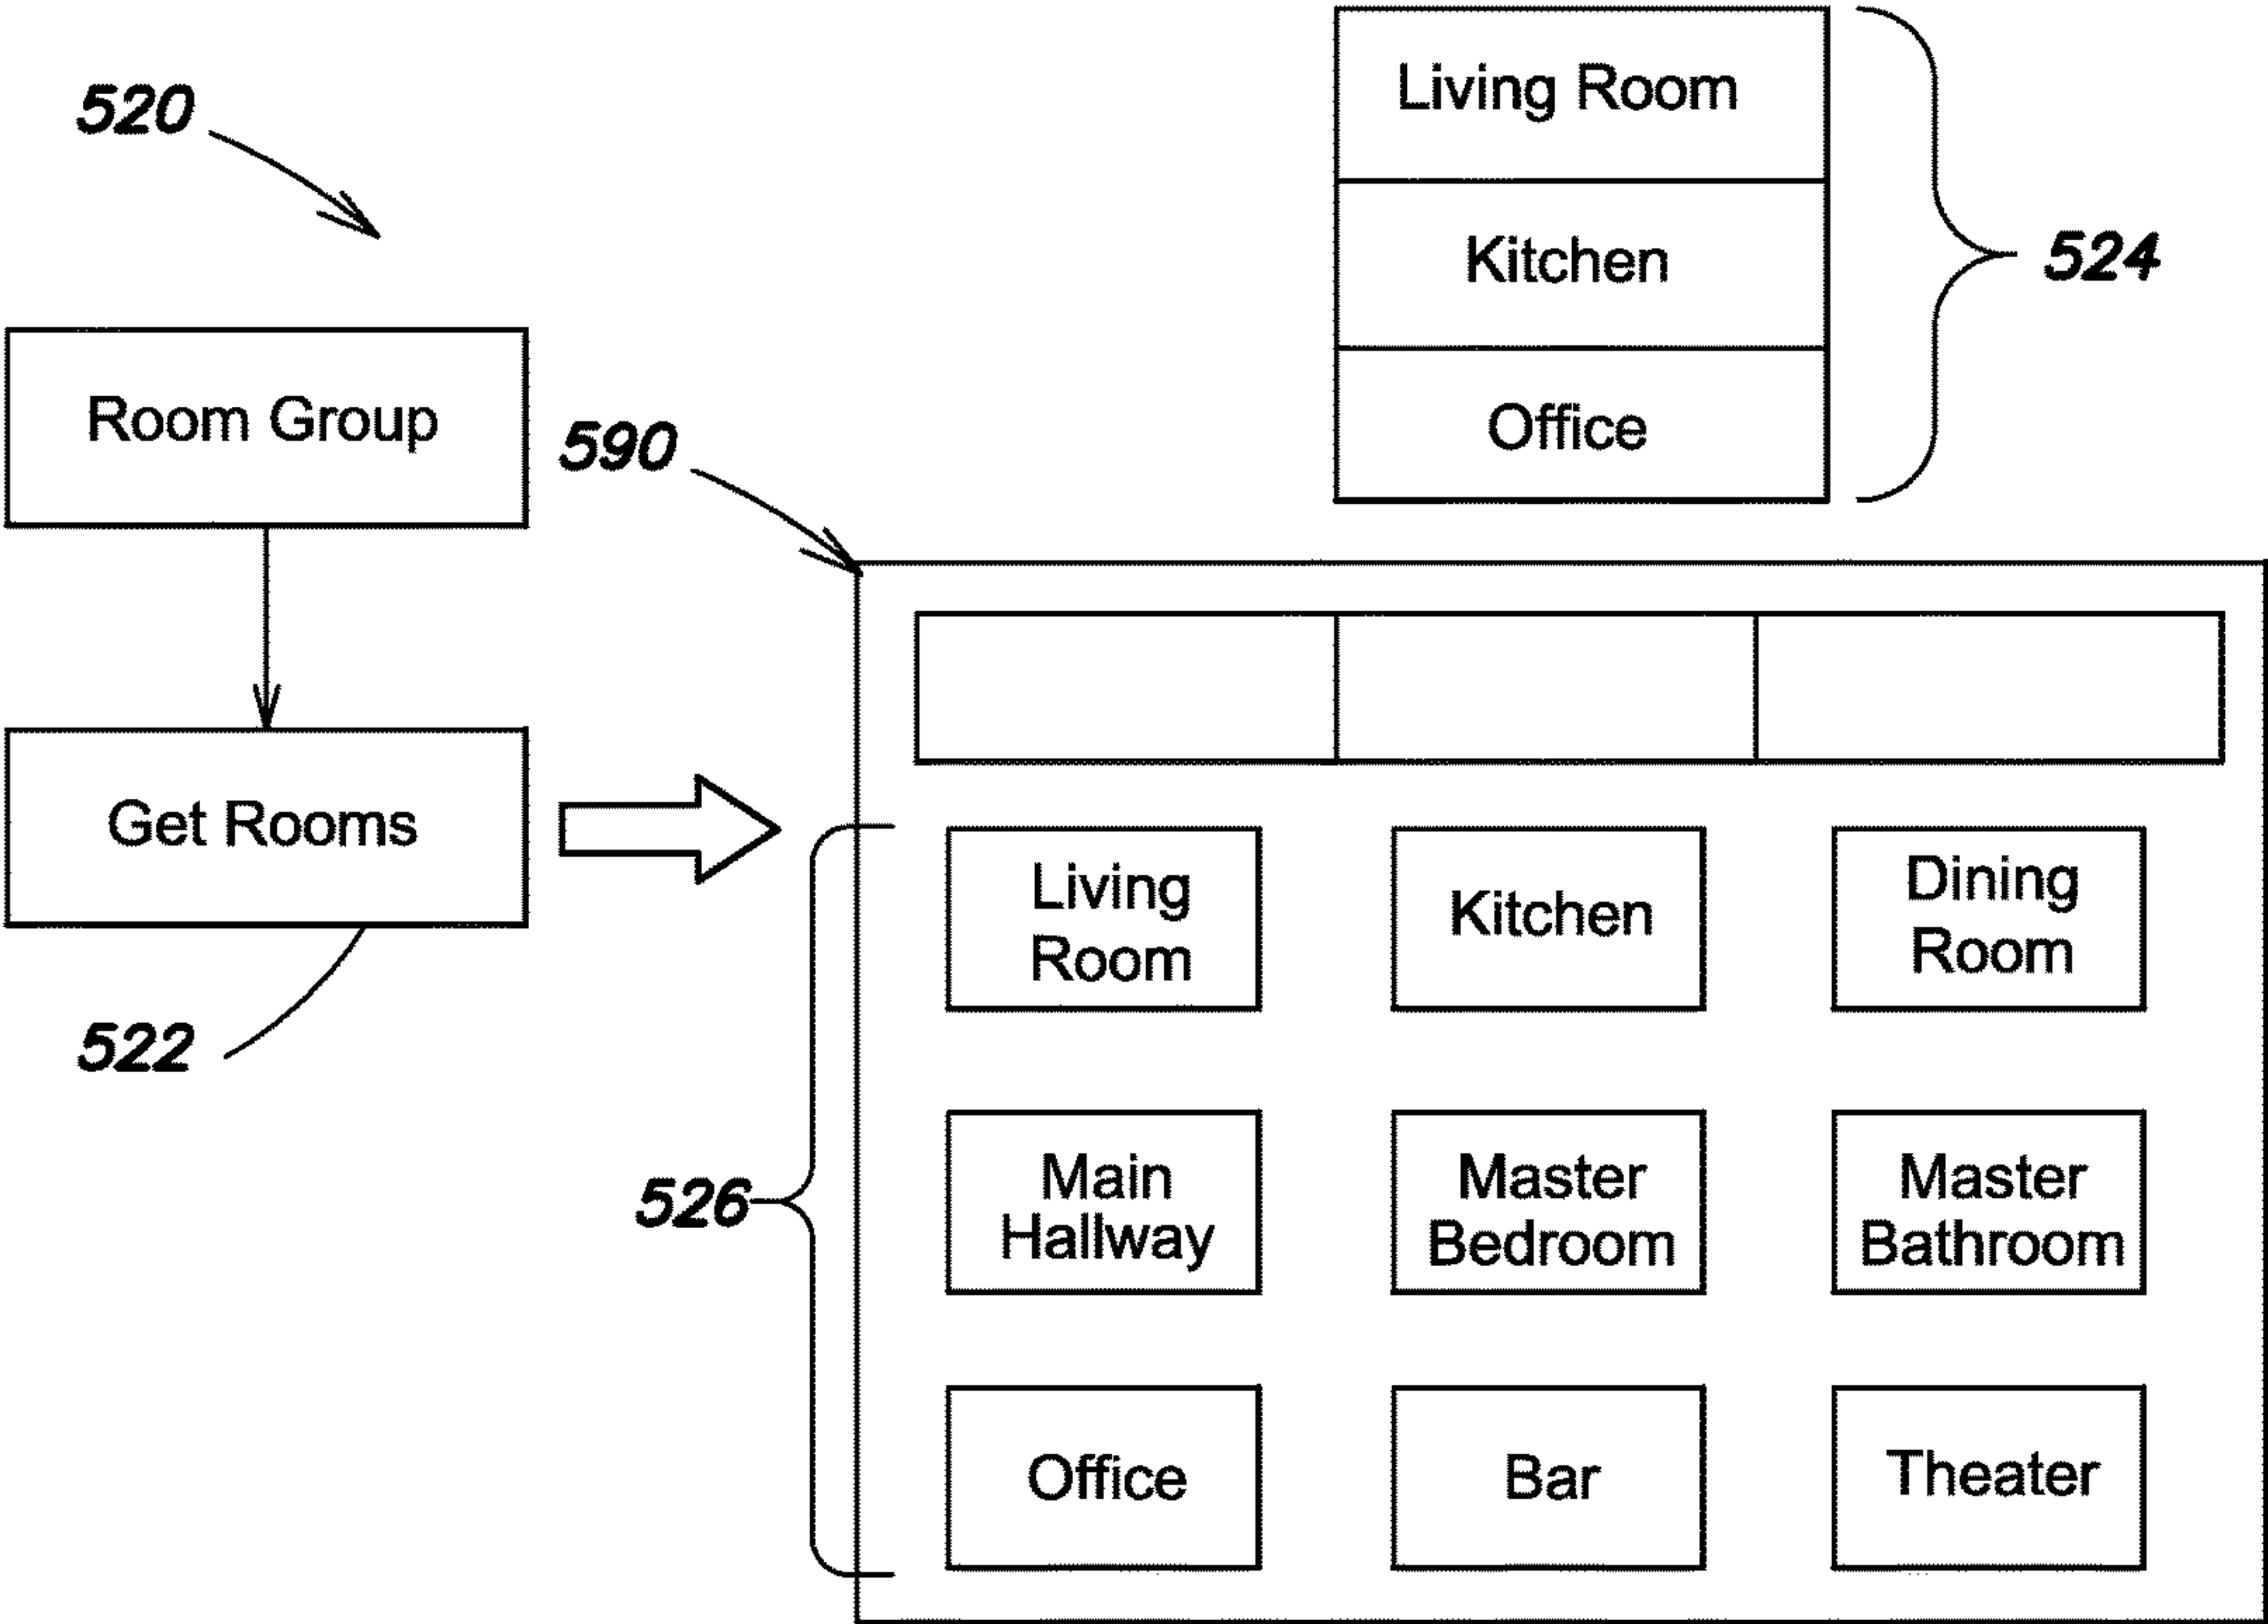 520
Living Room
Kitchen
524
Office
Room Group
590
Get Rooms
522
Living
Room
Kitchen
Dining
Room
526
Main
Hallway
Master
Bedroom
Master
Bathroom
Office
Bar
Theater